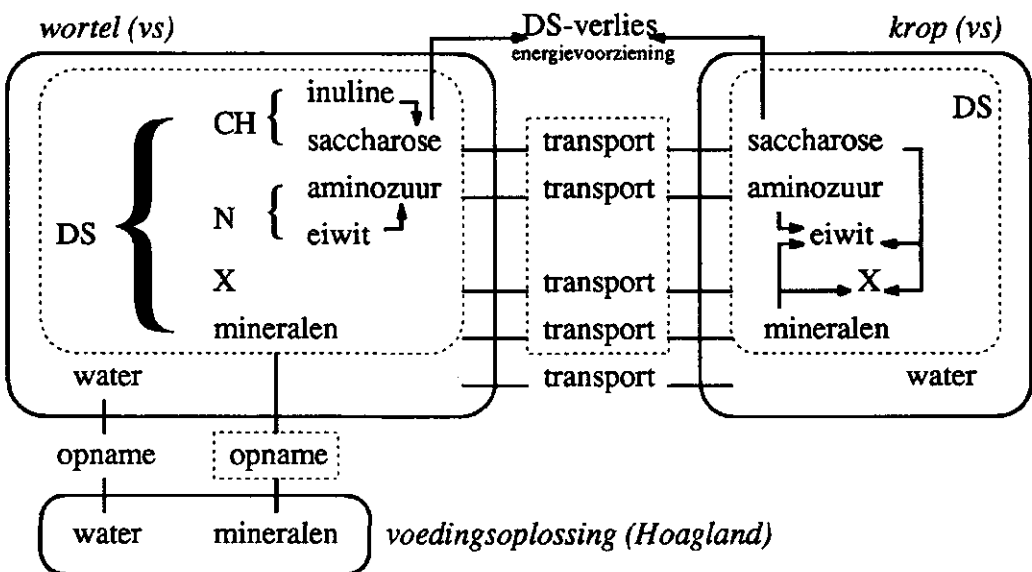 wortel (vs)
DS-verlies
energievoorziening
krop (vs)
DS
CH { inuline
saccharose
N { aminozuur
eiwit
X
mineralen
water
transport
transport
transport
transport
transport
DS
saccharose
aminozuur
eiwit
X
mineralen
water
opname
opname
water
mineralen
voedingsoplossing (Hoagland)